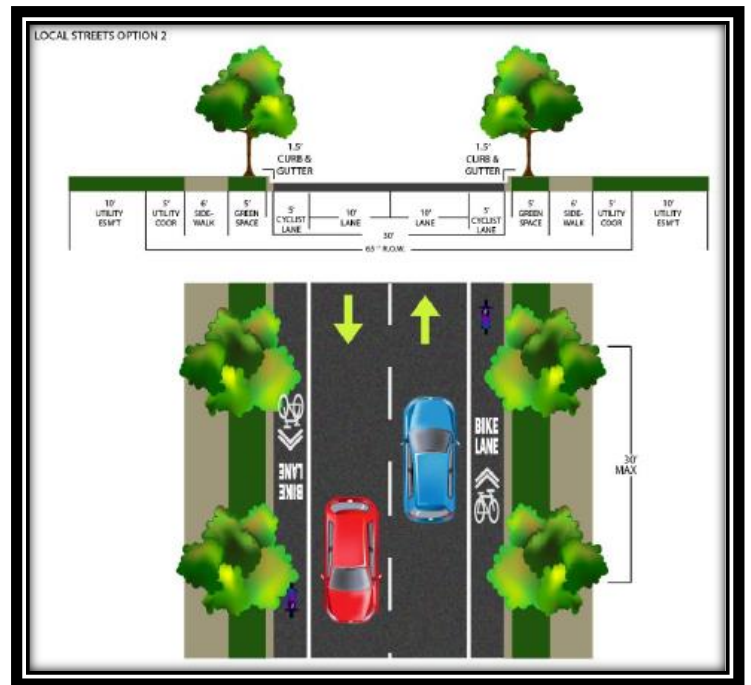 LOCAL STREETS OPTION 2
1.5'
CURB &
GUTTER
1.5'
CURB &
GUTTER
10'
UTILITY
ESM'T
5'
UTILITY
COOR
6'
SIDE-
WALK
5'
GREEN
SPACE
5'
CYCLIST
LANE
10'
LANE
10'
LANE
5'
CYCLIST
LANE
5'
GREEN
SPACE
6'
SIDE-
WALK
5'
UTILITY
COOR
10'
UTILITY
ESM'T
30'
R.O.W.
BIKE
LANE
BIKE
LANE
30'
MAX